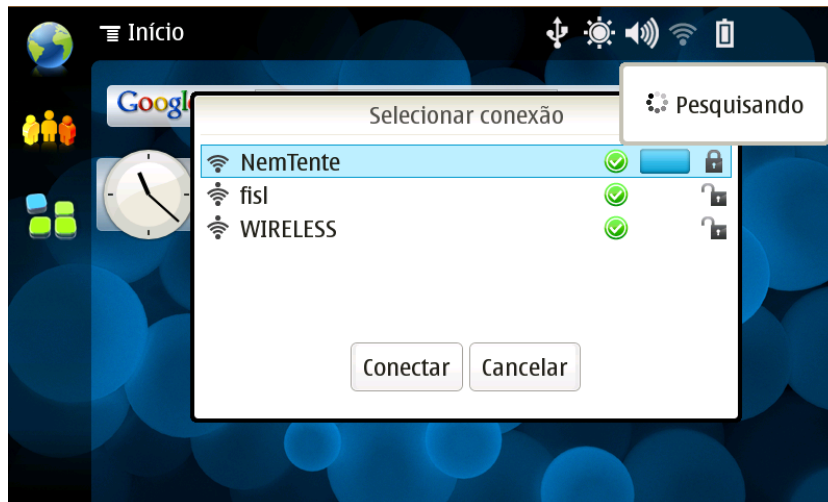 Início
Pesquisando
Selecionar conexão
NemTente
fisl
WIRELESS
Conectar
Cancelar